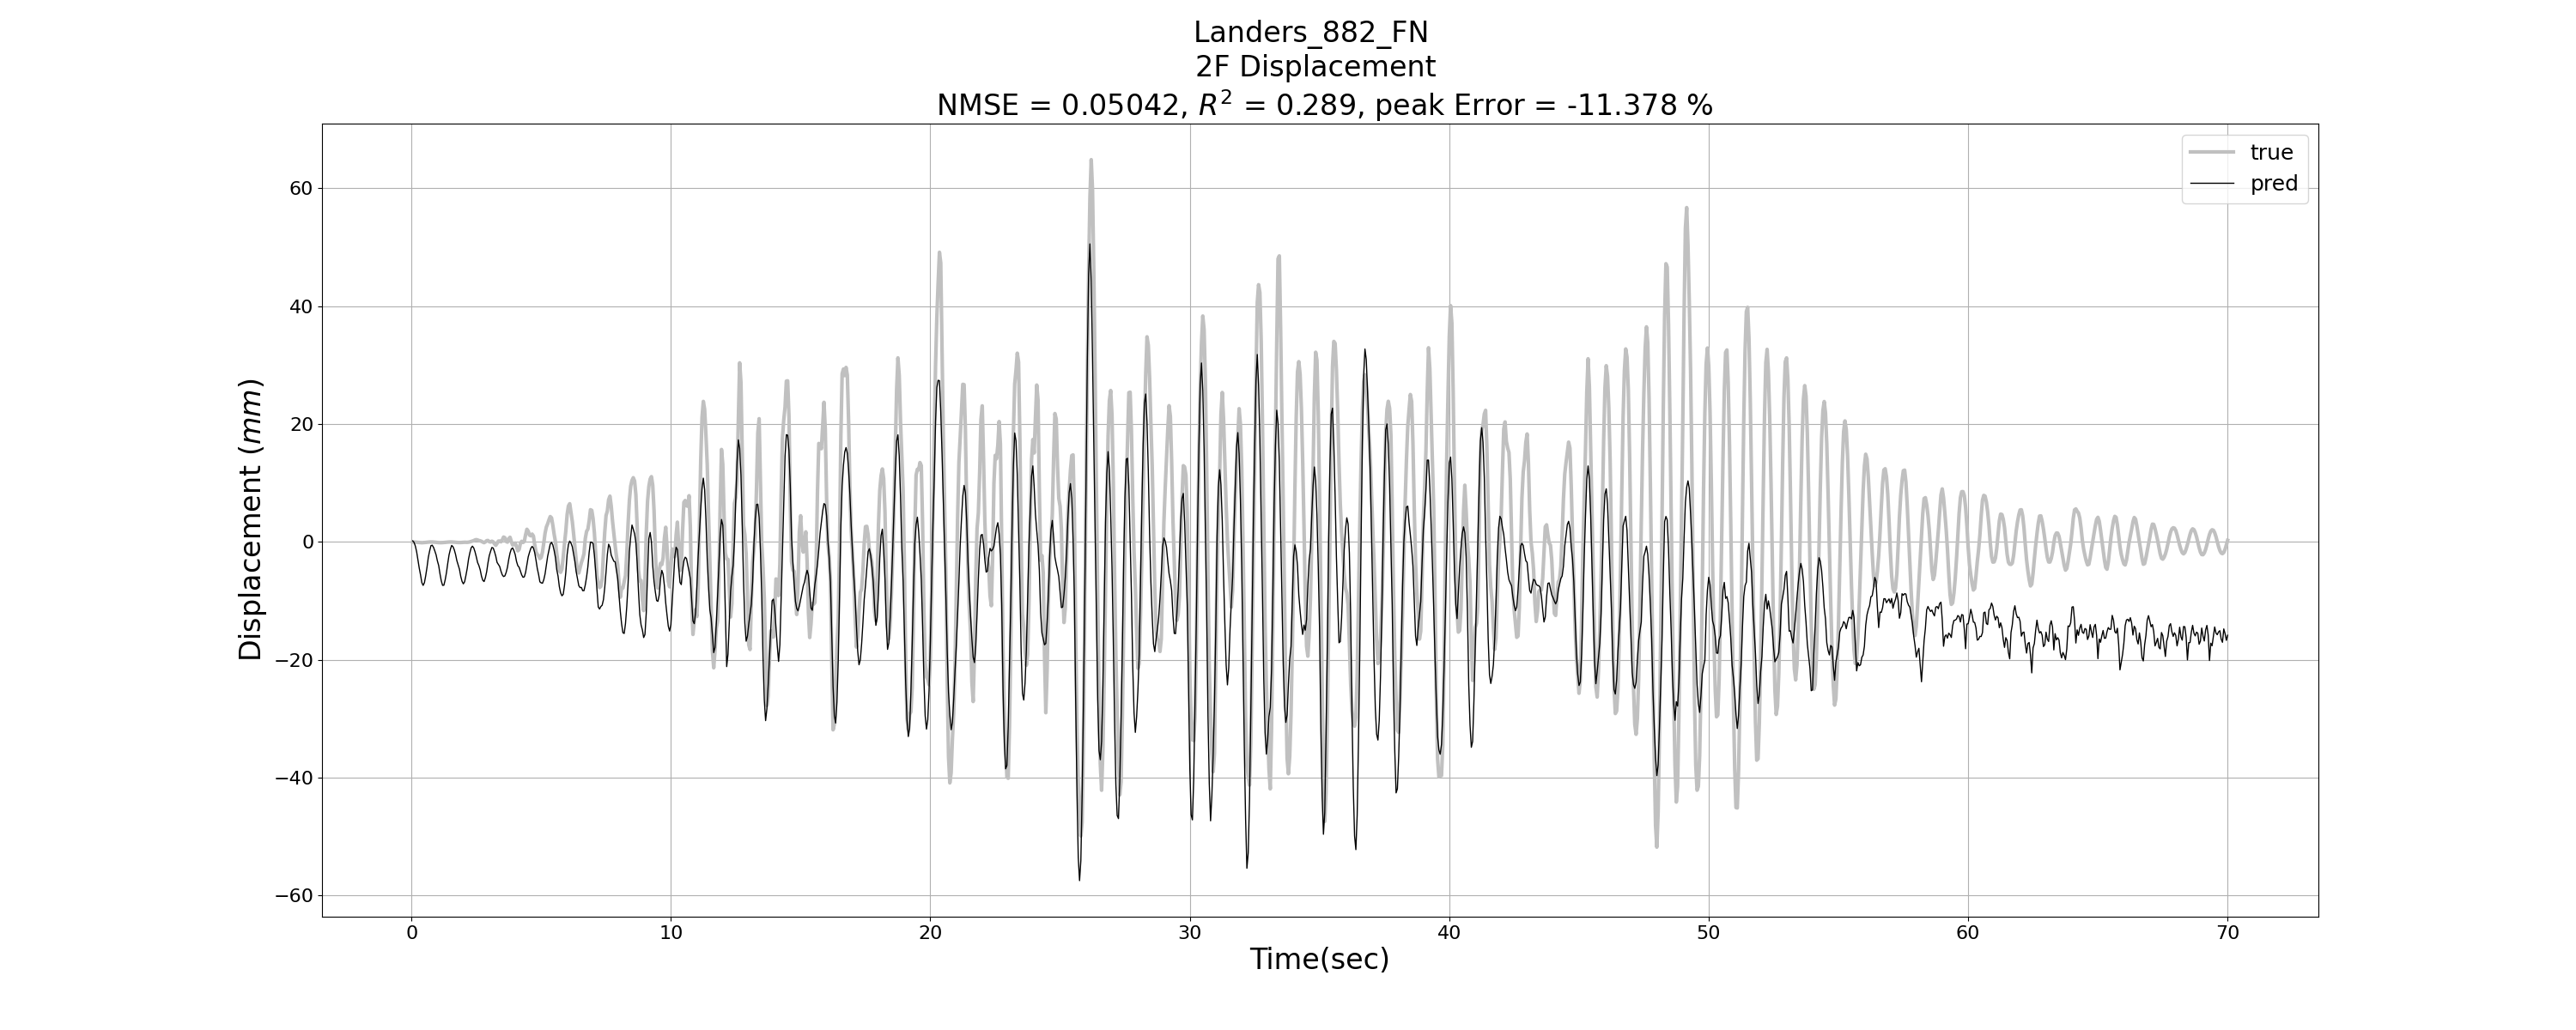 Landers_882_FN
2F Displacement
NMSE = 0.05042, R² = 0.289, peak Error = -11.378 %
true
pred
Displacement (mm)
60
40
20
0
−20
−40
−60
0 10 20 30 40 50 60 70
Time(sec)